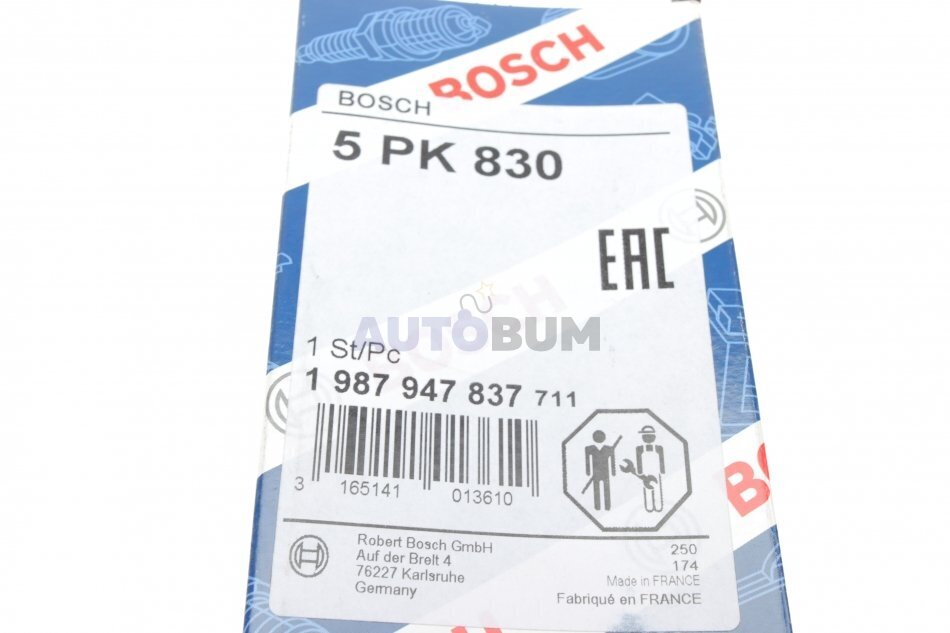 BOSCH
BOSCH
5 PK 830
EAC
AUTOBUM
1 St/Pc
1 987 947 837 711
3 165141 013610
Robert Bosch GmbH
Auf der Breit 4
76227 Karlsruhe
Germany
250
174
Made in FRANCE
Fabriqué en FRANCE